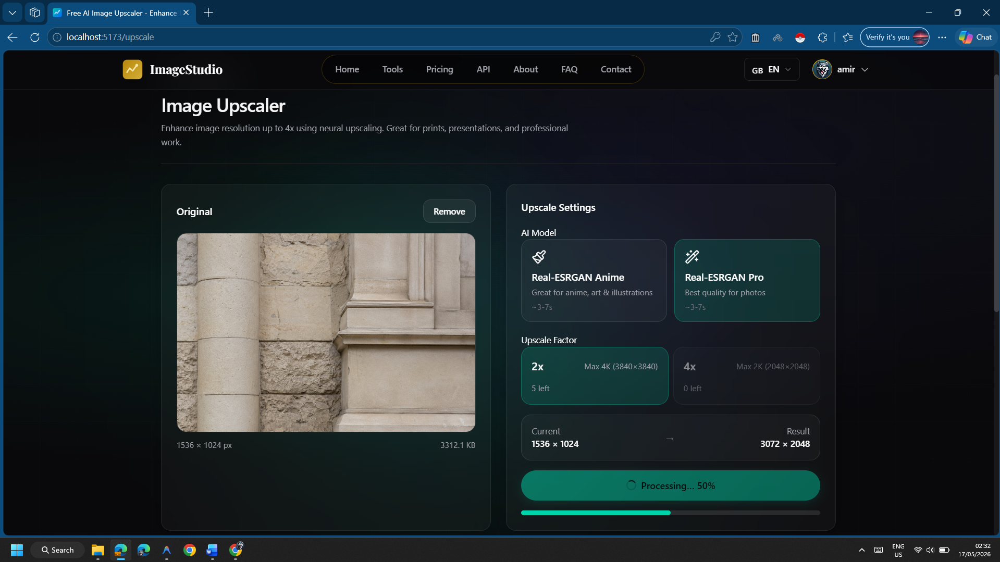 Free AI Image Upscaler - Enhance
localhost:5173/upscale
Verify it's you
Chat
ImageStudio
Home
Tools
Pricing
API
About
FAQ
Contact
GB EN
amir
Image Upscaler
Enhance image resolution up to 4x using neural upscaling. Great for prints, presentations, and professional
work.
Original
Remove
1536 × 1024 px
3312.1 KB
Upscale Settings
AI Model
Real-ESRGAN Anime
Great for anime, art & illustrations
~3-7s
Real-ESRGAN Pro
Best quality for photos
~3-7s
Upscale Factor
2x
Max 4K (3840×3840)
5 left
4x
Max 2K (2048×2048)
0 left
Current
1536 × 1024
→
Result
3072 × 2048
Processing... 50%
Search
ENG
US
02:32
17/05/2026